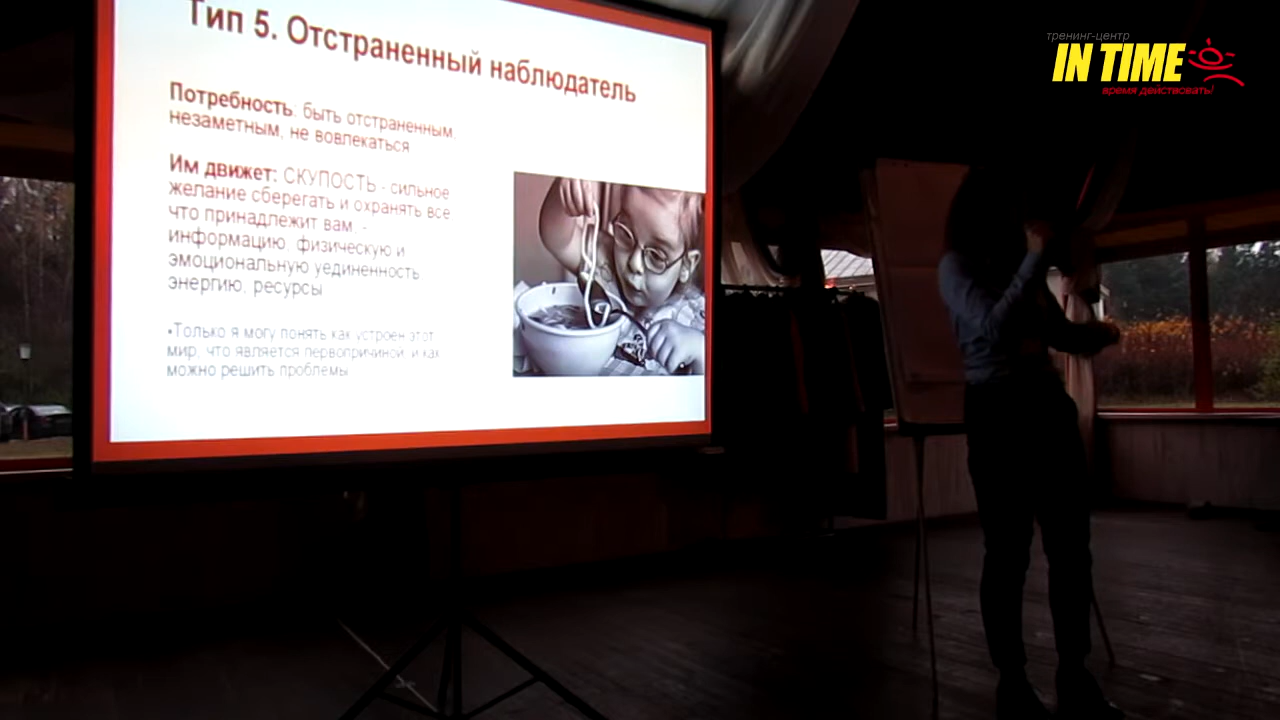 Тип 5. Отстраненный наблюдатель
Потребность: быть отстраненным,
незаметным, не вовлекаться
Им движет: СКУПОСТЬ - сильное
желание сберегать и охранять все
что принадлежит вам, -
информацию, физическую и
эмоциональную уединенность
энергию, ресурсы
•Только я могу понять как устроен этот
мир, что является первопричиной, и как
можно решить проблемы
тренинг-центр
IN TIME
время действовать!